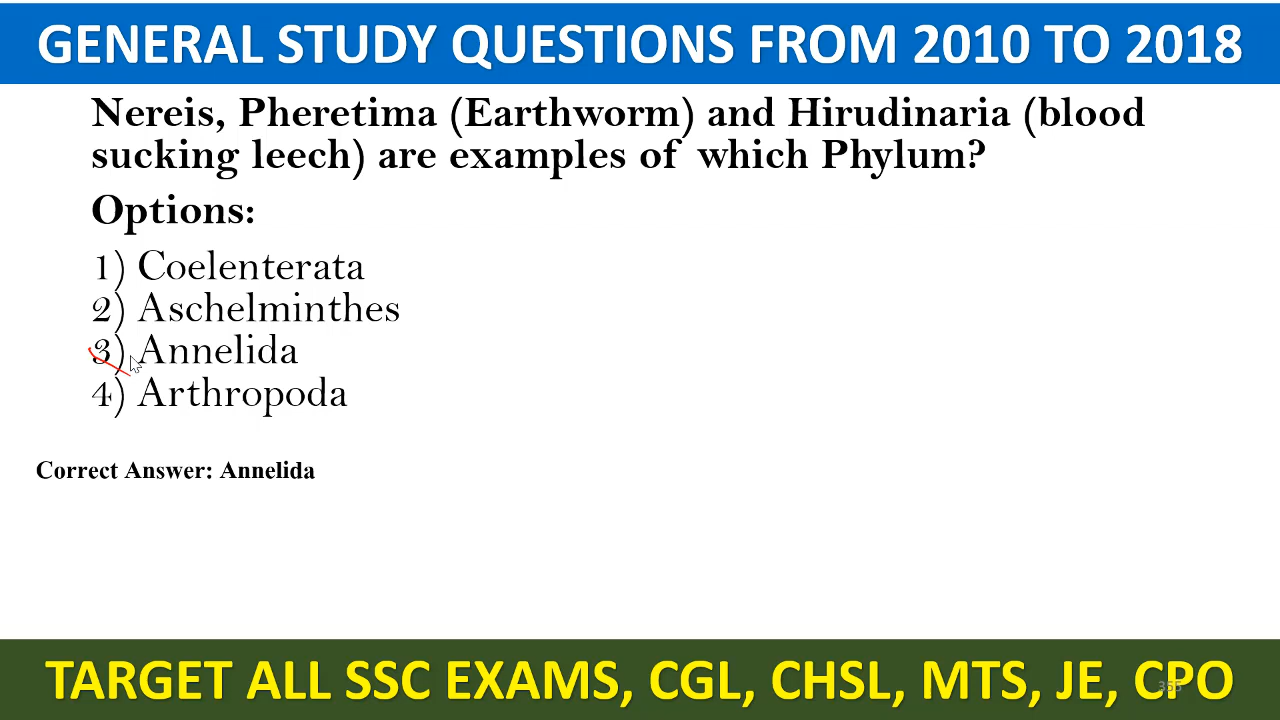 GENERAL STUDY QUESTIONS FROM 2010 TO 2018
Nereis, Pheretima (Earthworm) and Hirudinaria (blood
sucking leech) are examples of which Phylum?
Options:
1) Coelenterata
2) Aschelminthes
3) Annelida
4) Arthropoda
Correct Answer: Annelida
TARGET ALL SSC EXAMS, CGL, CHSL, MTS, JE, CPO